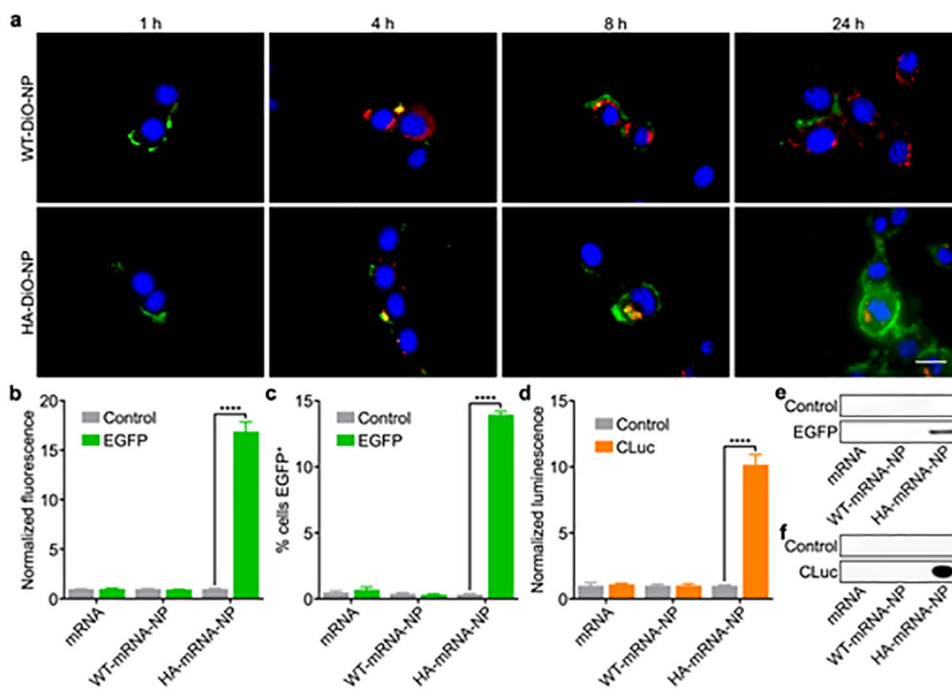 a
1 h
4 h
8 h
24 h
WT-DiO-NP
HA-DiO-NP
b
Normalized fluorescence
20
15
10
5
0
Control
EGFP
****
mRNA
WT-mRNA-NP
HA-mRNA-NP
c
% cells EGFP+
15
10
5
0
Control
EGFP
****
mRNA
WT-mRNA-NP
HA-mRNA-NP
d
Normalized luminescence
15
10
5
0
Control
CLuc
****
mRNA
WT-mRNA-NP
HA-mRNA-NP
e
Control
EGFP
mRNA
WT-mRNA-NP
HA-mRNA-NP
f
Control
CLuc
mRNA
WT-mRNA-NP
HA-mRNA-NP